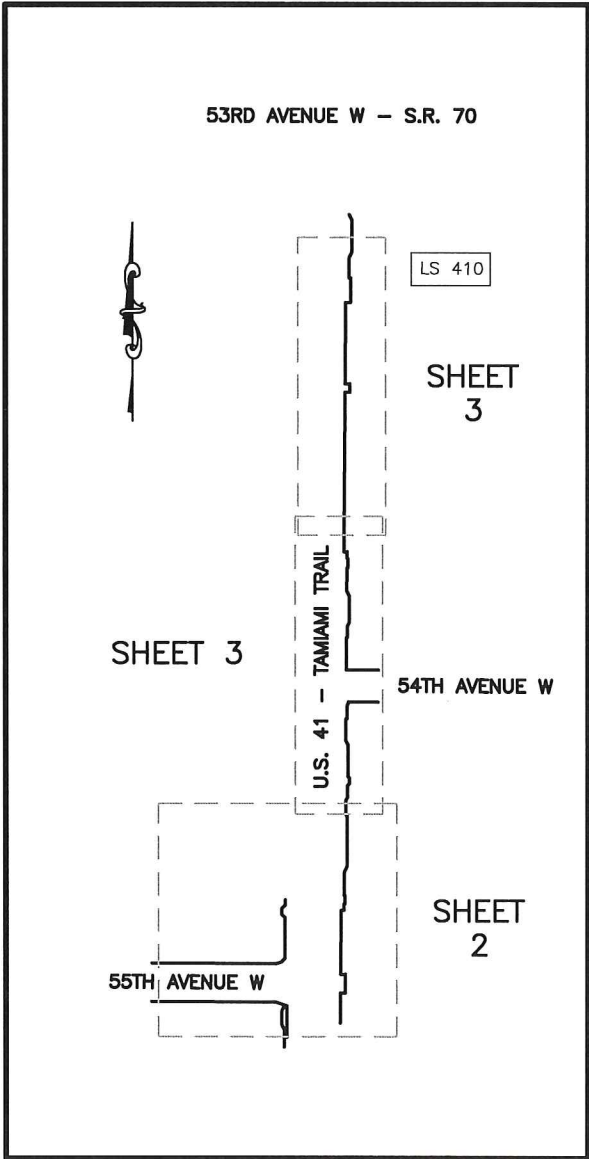 53RD AVENUE W – S.R. 70
LS 410
SHEET
3
U.S. 41 – TAMIAMI TRAIL
SHEET 3
54TH AVENUE W
SHEET
2
55TH AVENUE W